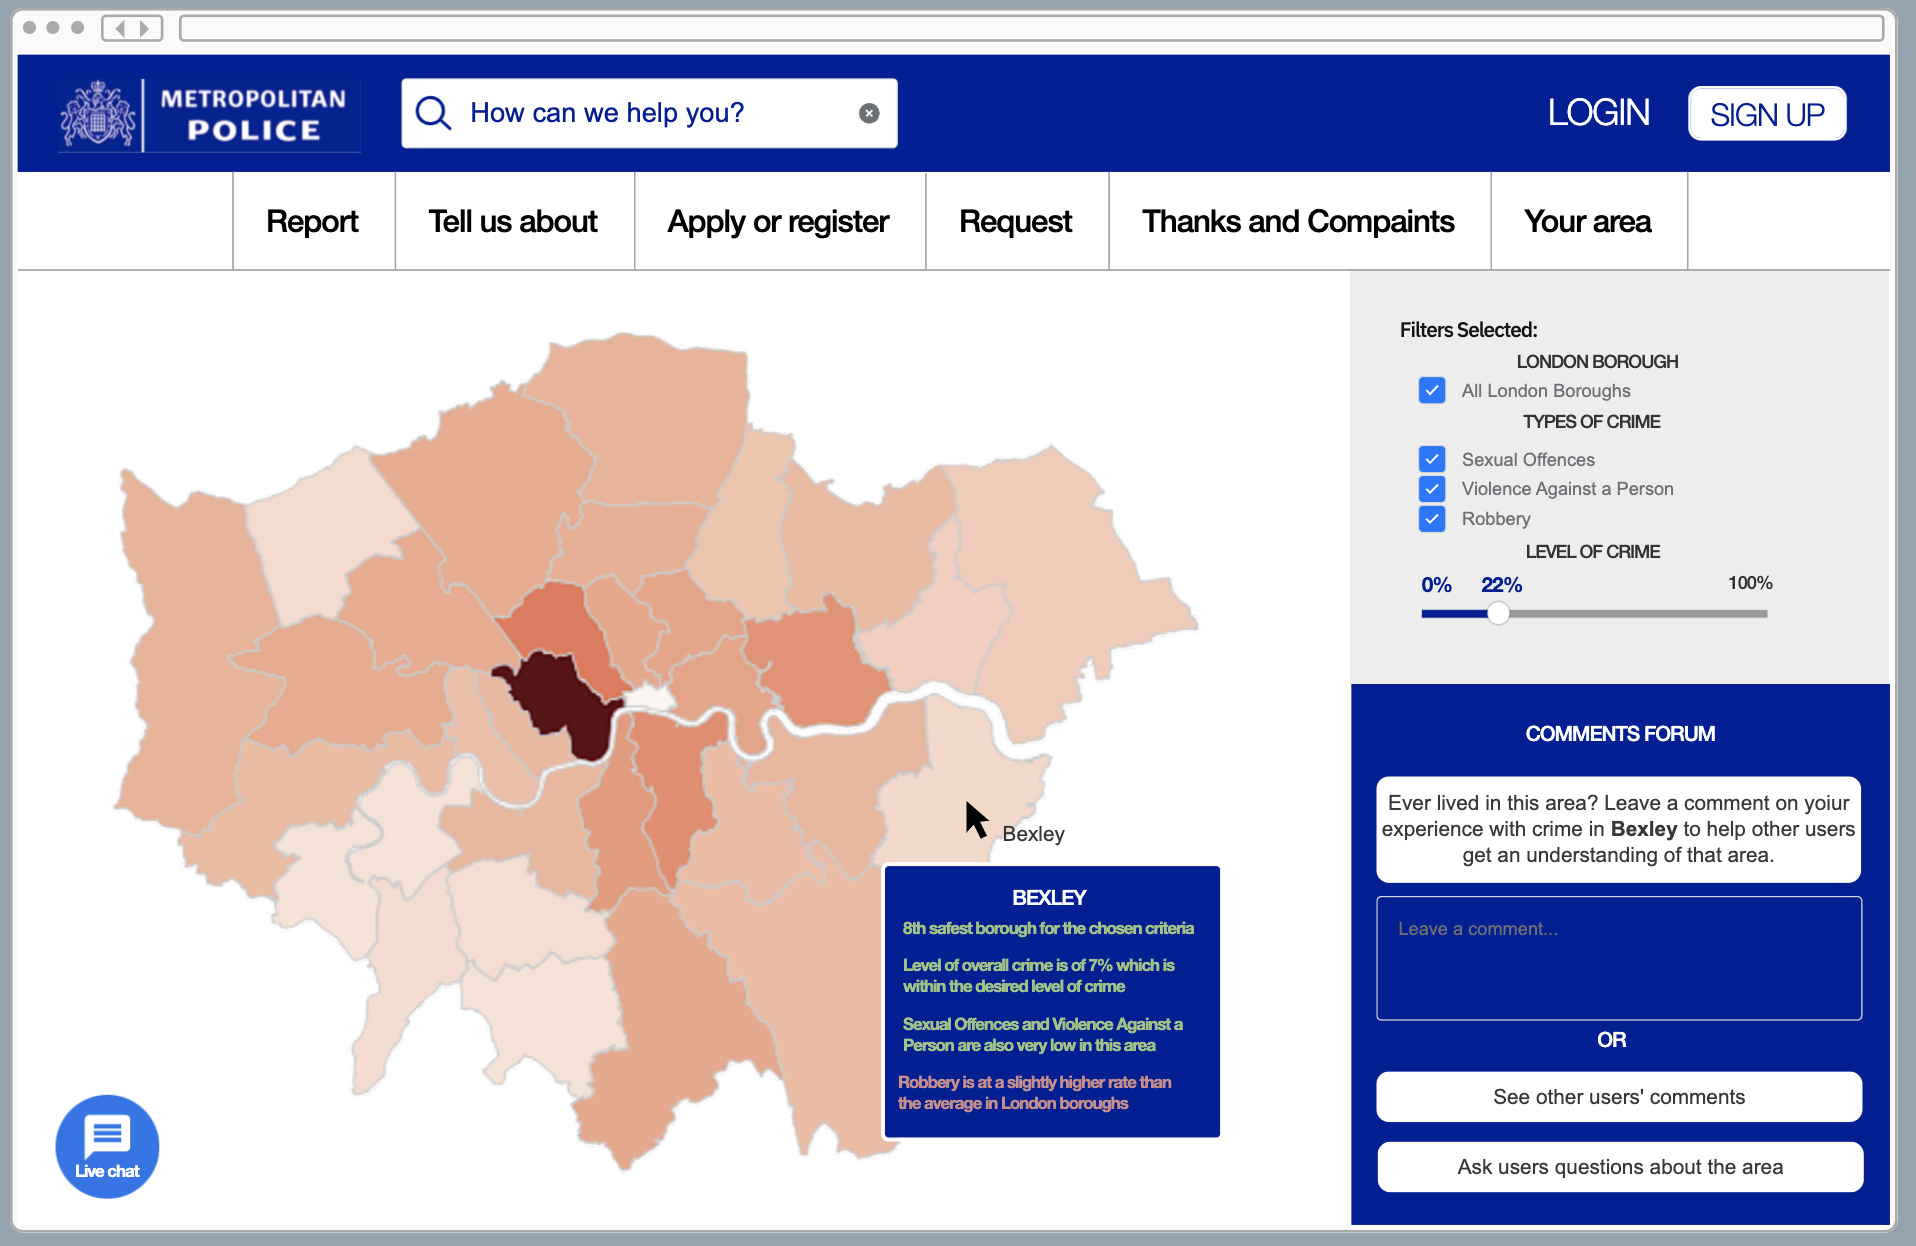 METROPOLITAN
POLICE
How can we help you?
LOGIN
SIGN UP
Report
Tell us about
Apply or register
Request
Thanks and Compaints
Your area
Filters Selected:
LONDON BOROUGH
All London Boroughs
TYPES OF CRIME
Sexual Offences
Violence Against a Person
Robbery
LEVEL OF CRIME
0%
22%
100%
Bexley
BEXLEY
8th safest borough for the chosen criteria
Level of overall crime is of 7% which is
within the desired level of crime
Sexual Offences and Violence Against a
Person are also very low in this area
Robbery is at a slightly higher rate than
the average in London boroughs
COMMENTS FORUM
Ever lived in this area? Leave a comment on yoiur
experience with crime in Bexley to help other users
get an understanding of that area.
Leave a comment...
OR
See other users' comments
Ask users questions about the area
Live chat